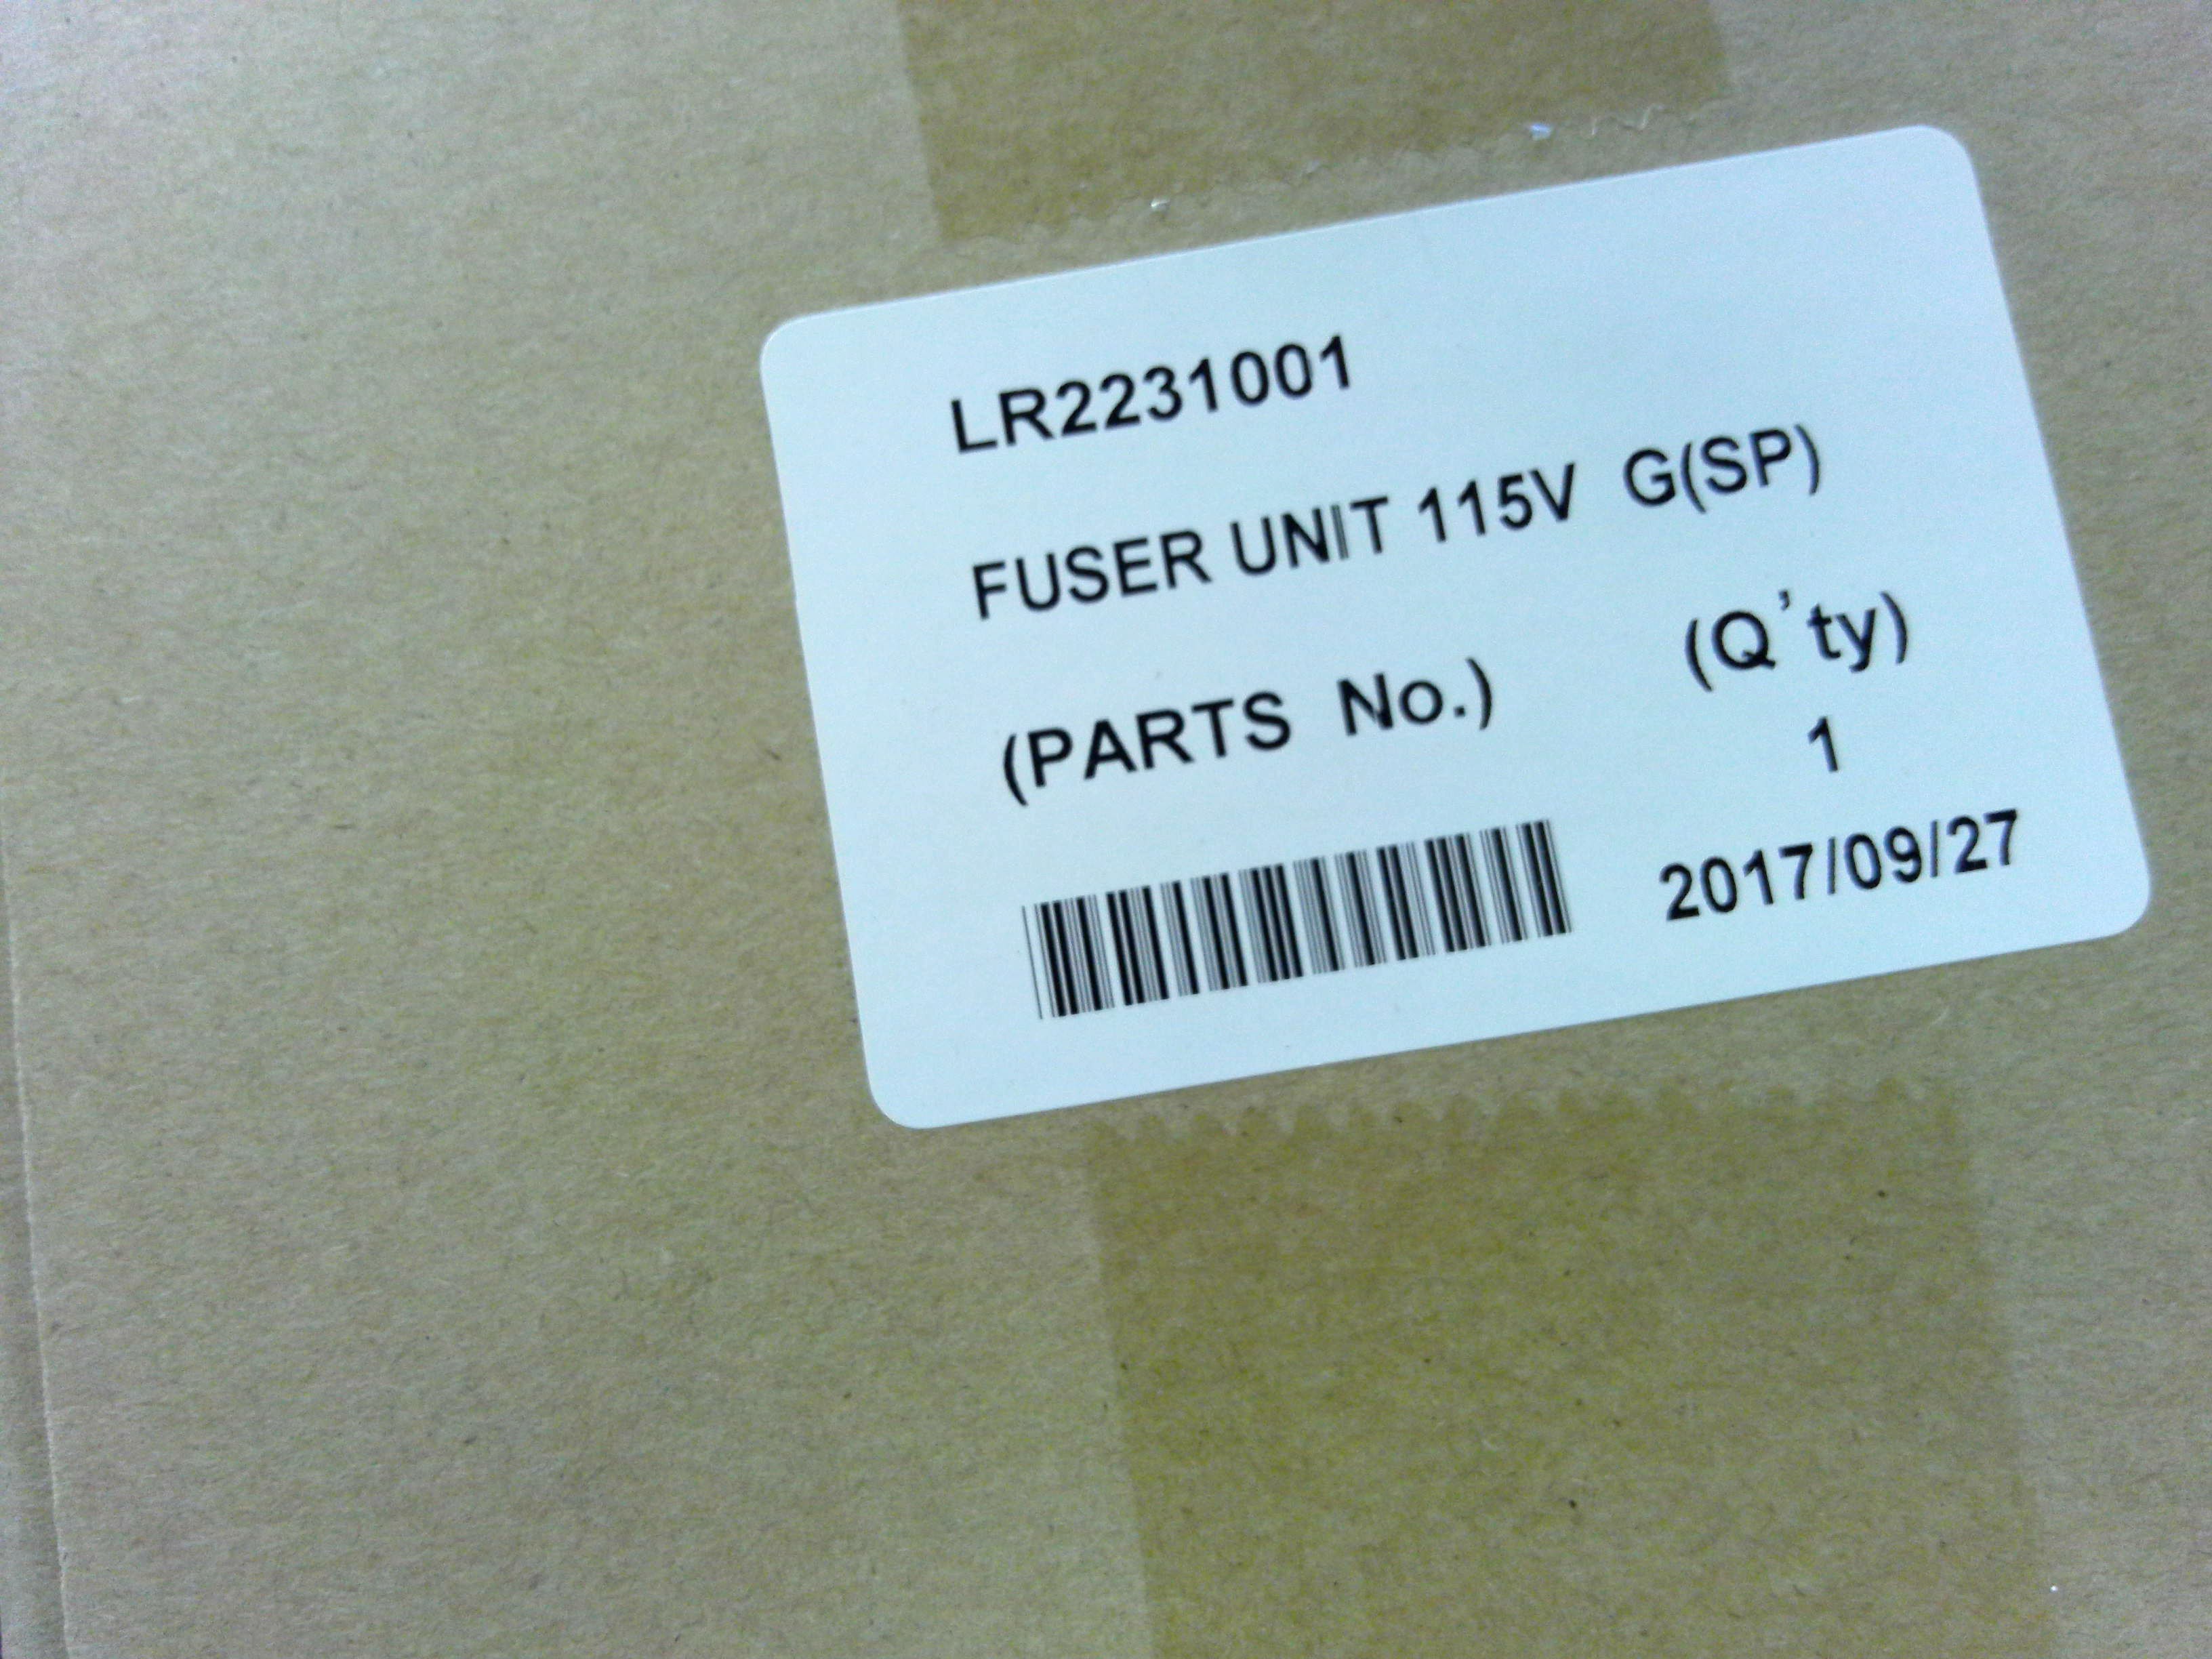 LR2231001
FUSER UNIT 115V G(SP)
(PARTS No.) (Q'ty)
1
2017/09/27